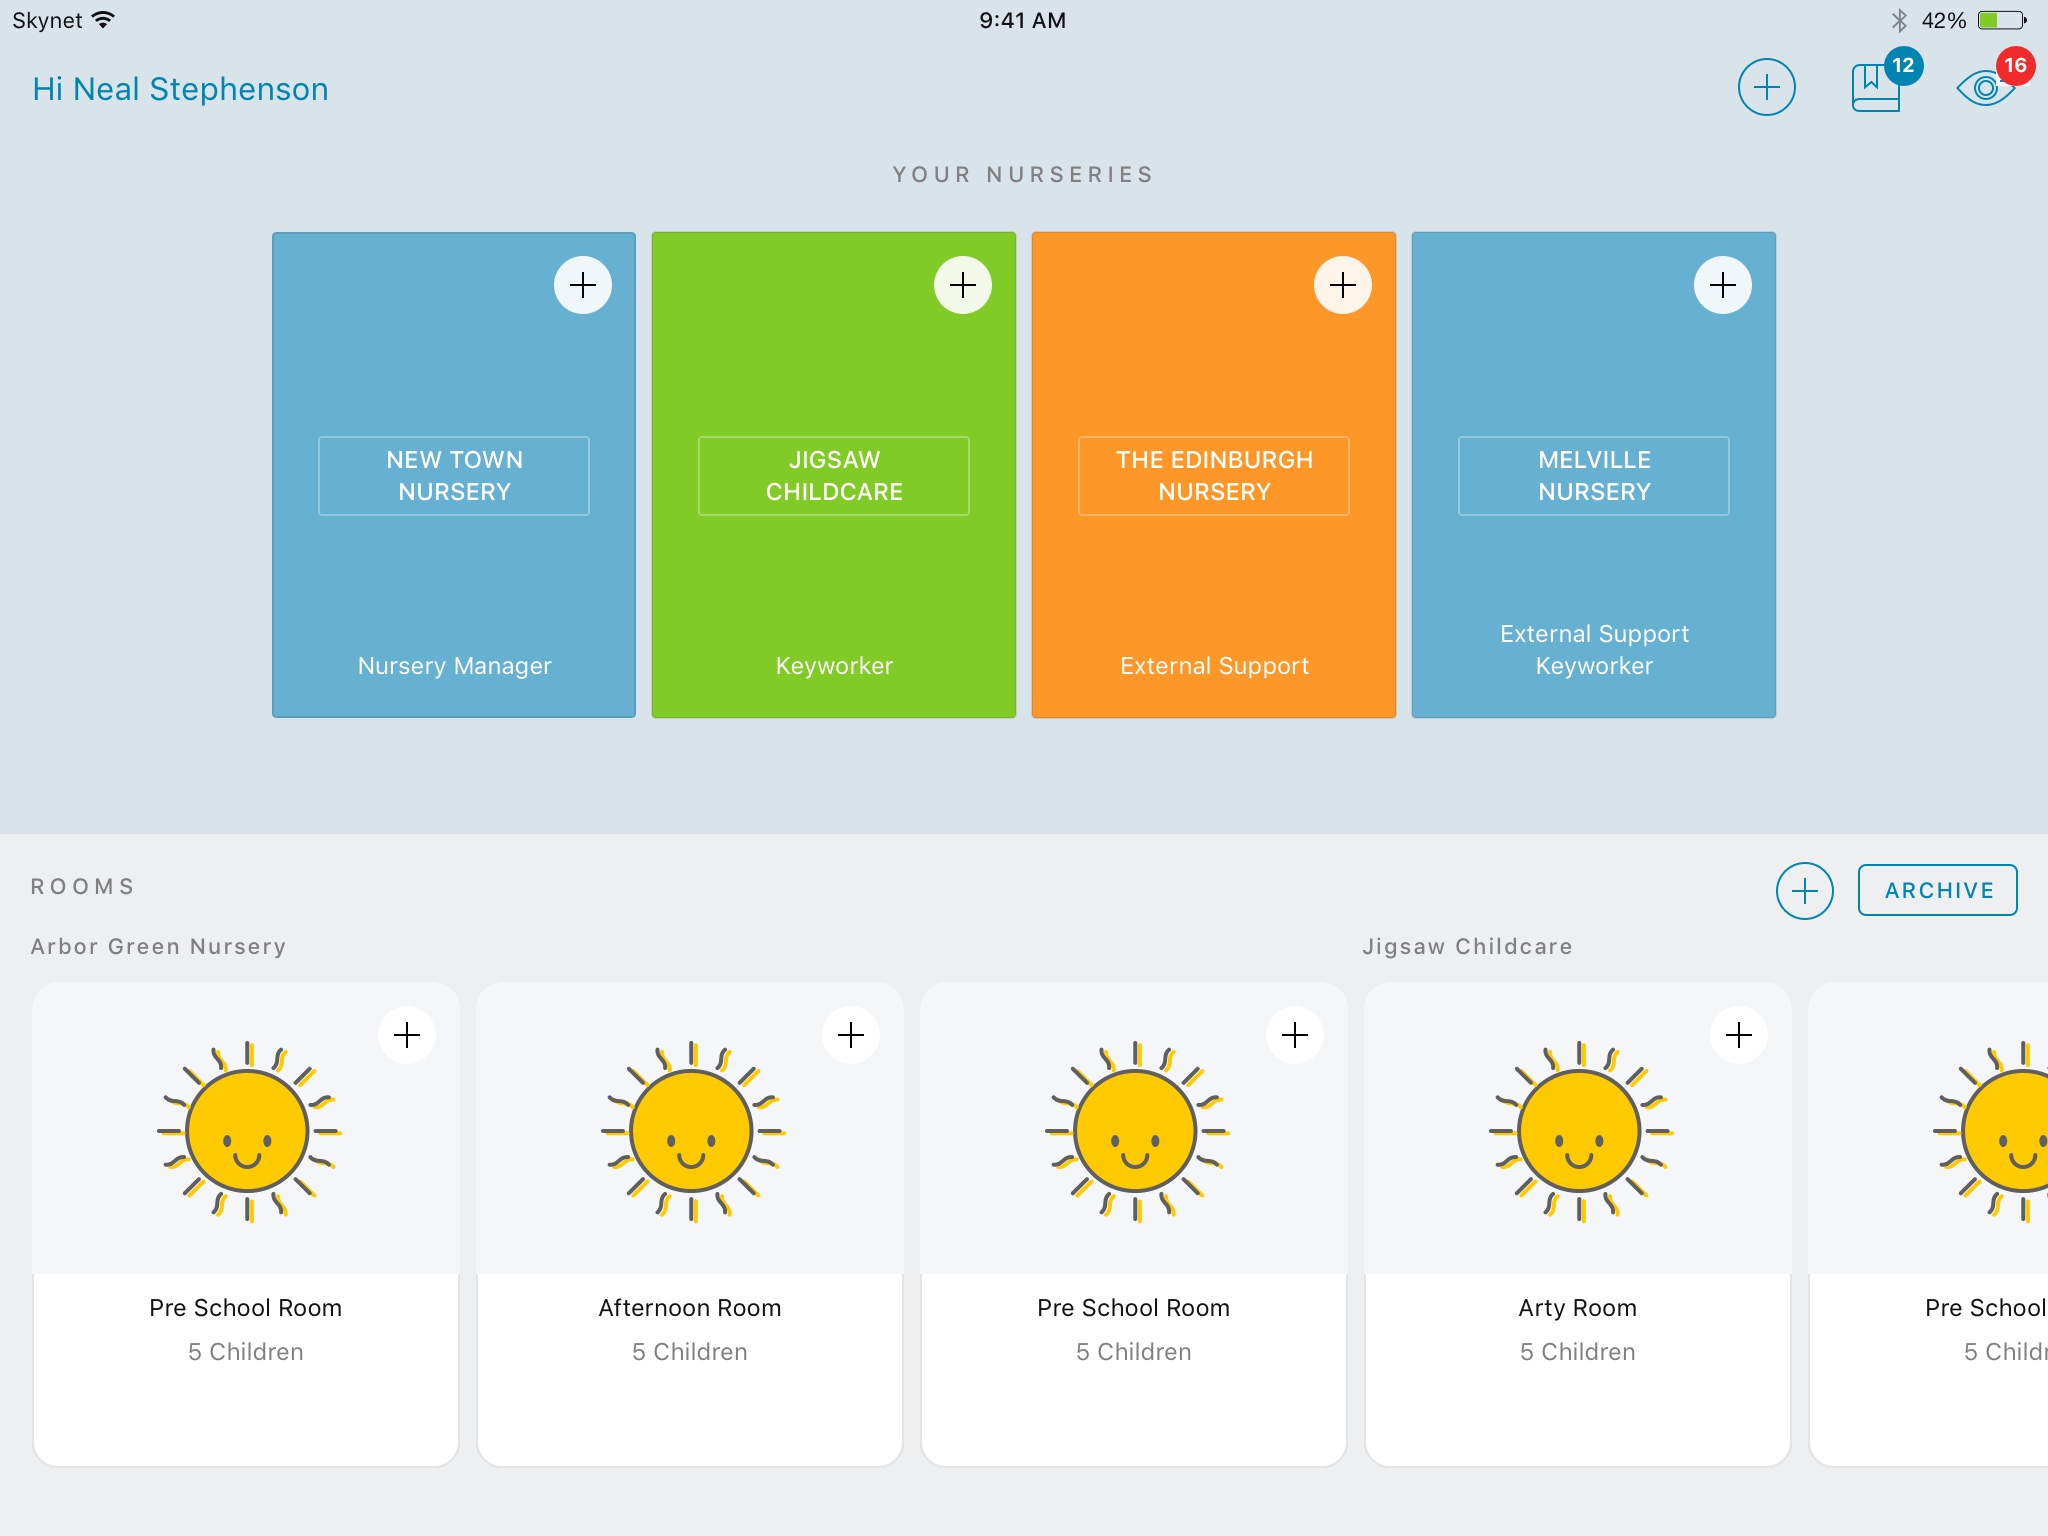 Skynet
9:41 AM
42%
Hi Neal Stephenson
12
16
YOUR NURSERIES
NEW TOWN
NURSERY
Nursery Manager
JIGSAW
CHILDCARE
Keyworker
THE EDINBURGH
NURSERY
External Support
MELVILLE
NURSERY
External Support
Keyworker
ROOMS
ARCHIVE
Arbor Green Nursery
Jigsaw Childcare
Pre School Room
5 Children
Afternoon Room
5 Children
Pre School Room
5 Children
Arty Room
5 Children
Pre School
5